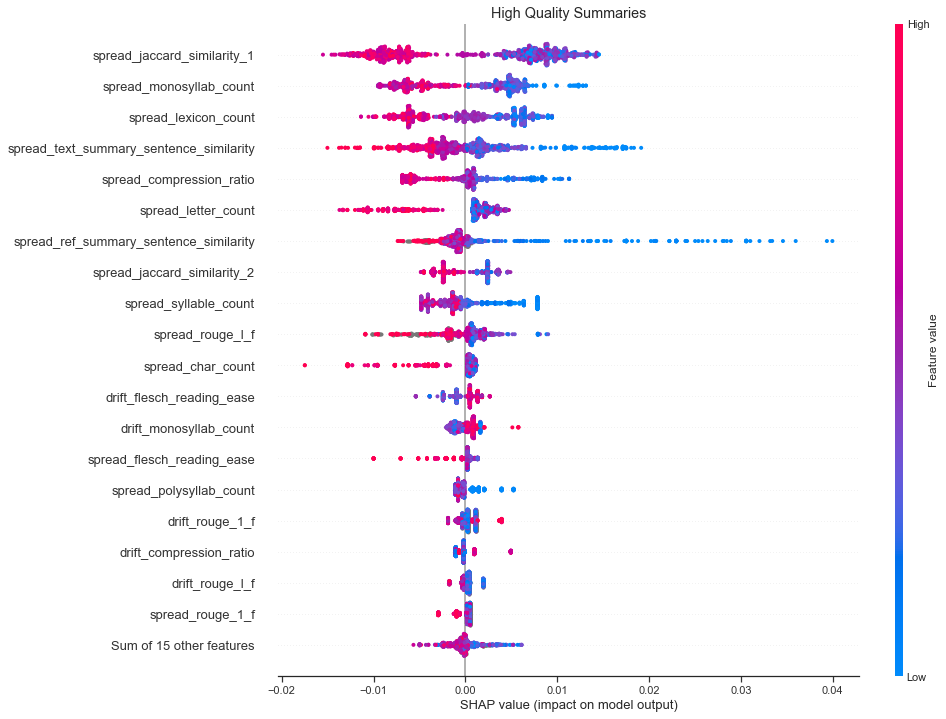 High Quality Summaries
High
spread_jaccard_similarity_1
spread_monosyllab_count
spread_lexicon_count
spread_text_summary_sentence_similarity
spread_compression_ratio
spread_letter_count
spread_ref_summary_sentence_similarity
spread_jaccard_similarity_2
spread_syllable_count
spread_rouge_l_f
spread_char_count
drift_flesch_reading_ease
drift_monosyllab_count
spread_flesch_reading_ease
spread_polysyllab_count
drift_rouge_1_f
drift_compression_ratio
drift_rouge_l_f
spread_rouge_1_f
Sum of 15 other features
Feature value
Low
−0.02 −0.01 0.00 0.01 0.02 0.03 0.04
SHAP value (impact on model output)